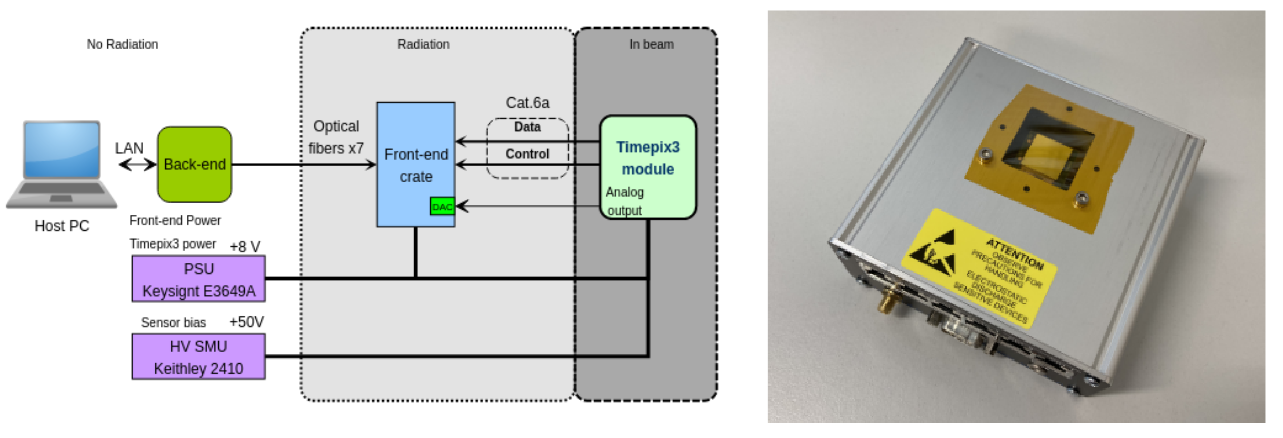 No Radiation
Radiation
In beam
LAN
Back-end
Host PC
Optical
fibers x7
Front-end
crate
DAC
Cat.6a
Data
Control
Timepix3
module
Analog
output
Front-end Power
Timepix3 power +8 V
PSU
Keysignt E3649A
Sensor bias +50V
HV SMU
Keithley 2410
ATTENTION
OBSERVE
PRECAUTIONS FOR
HANDLING
ELECTROSTATIC
DISCHARGE
SENSITIVE DEVICES